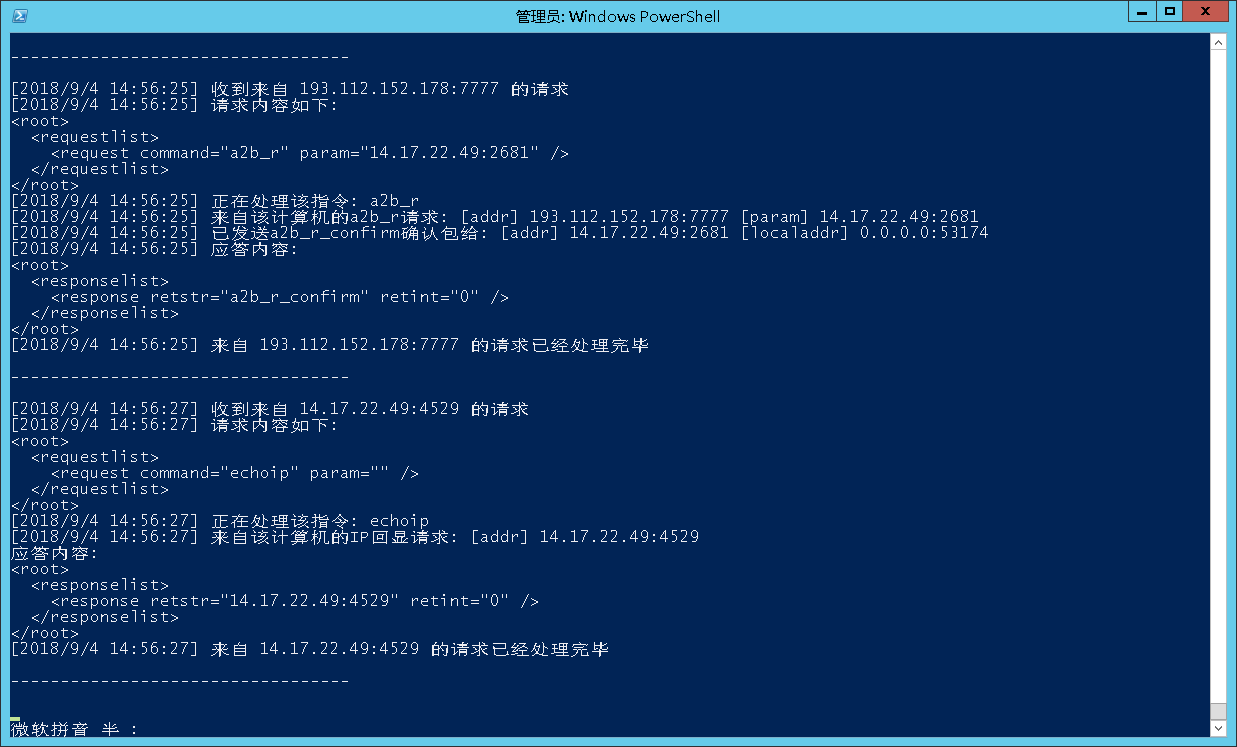 管理员: Windows PowerShell
----------------------------------
[2018/9/4 14:56:25] 收到来自 193.112.152.178:7777 的请求
[2018/9/4 14:56:25] 请求内容如下:
<root>
  <requestlist>
    <request command="a2b_r" param="14.17.22.49:2681" />
  </requestlist>
</root>
[2018/9/4 14:56:25] 正在处理该指令: a2b_r
[2018/9/4 14:56:25] 来自该计算机的a2b_r请求: [addr] 193.112.152.178:7777 [param] 14.17.22.49:2681
[2018/9/4 14:56:25] 已发送a2b_r_confirm确认包给: [addr] 14.17.22.49:2681 [localaddr] 0.0.0.0:53174
[2018/9/4 14:56:25] 应答内容:
<root>
  <responselist>
    <response retstr="a2b_r_confirm" retint="0" />
  </responselist>
</root>
[2018/9/4 14:56:25] 来自 193.112.152.178:7777 的请求已经处理完毕
----------------------------------
[2018/9/4 14:56:27] 收到来自 14.17.22.49:4529 的请求
[2018/9/4 14:56:27] 请求内容如下:
<root>
  <requestlist>
    <request command="echoip" param="" />
  </requestlist>
</root>
[2018/9/4 14:56:27] 正在处理该指令: echoip
[2018/9/4 14:56:27] 来自该计算机的IP回显请求: [addr] 14.17.22.49:4529
应答内容:
<root>
  <responselist>
    <response retstr="14.17.22.49:4529" retint="0" />
  </responselist>
</root>
[2018/9/4 14:56:27] 来自 14.17.22.49:4529 的请求已经处理完毕
----------------------------------
微软拼音 半 :